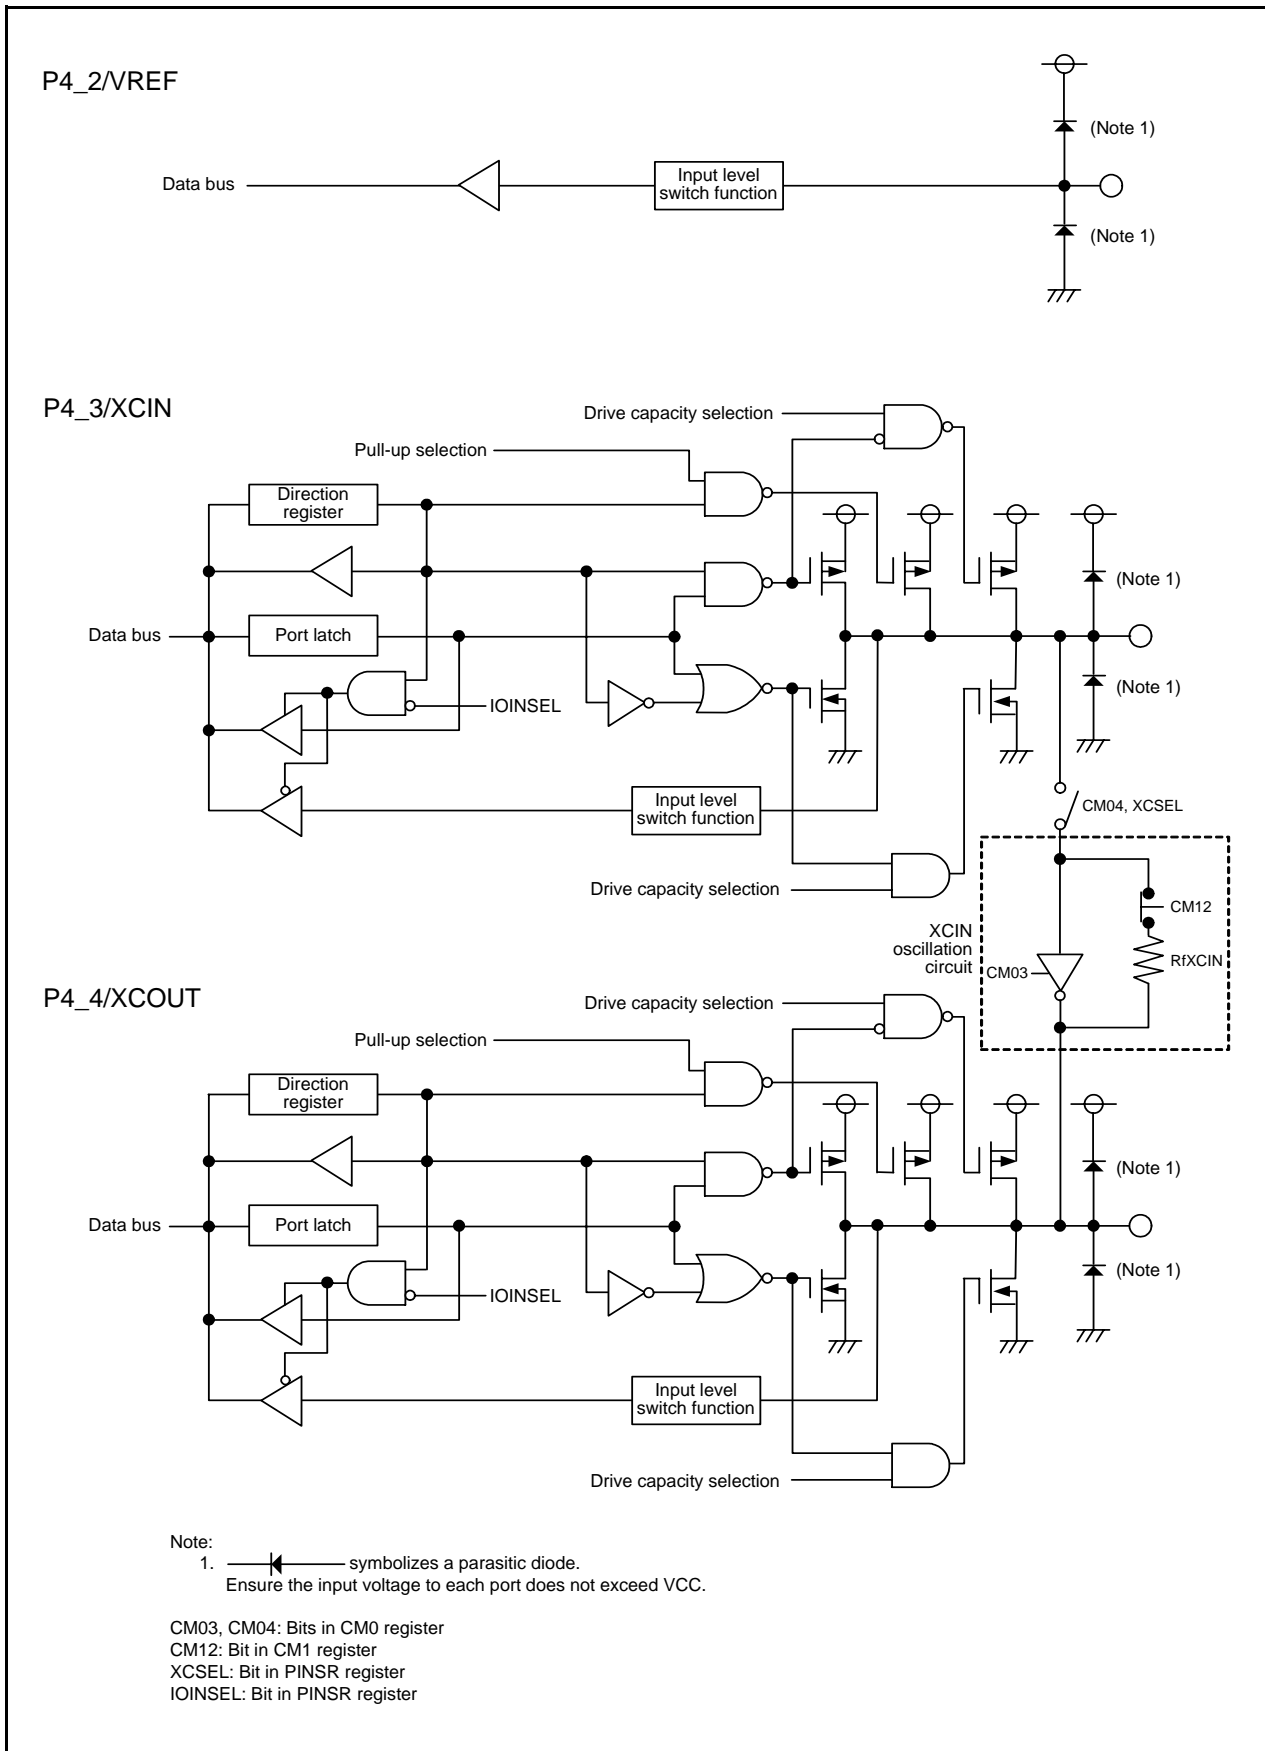 P4_2/VREF
(Note 1)
Data bus
Input level
switch function
(Note 1)
P4_3/XCIN
Drive capacity selection
Pull-up selection
Direction
register
(Note 1)
Data bus
Port latch
IOINSEL
(Note 1)
Input level
switch function
CM04, XCSEL
Drive capacity selection
CM12
XCIN
oscillation
circuit
CM03
RfXCIN
P4_4/XCOUT
Drive capacity selection
Pull-up selection
Direction
register
(Note 1)
Data bus
Port latch
IOINSEL
(Note 1)
Input level
switch function
Drive capacity selection
Note:
1. symbolizes a parasitic diode.
Ensure the input voltage to each port does not exceed VCC.
CM03, CM04: Bits in CM0 register
CM12: Bit in CM1 register
XCSEL: Bit in PINSR register
IOINSEL: Bit in PINSR register